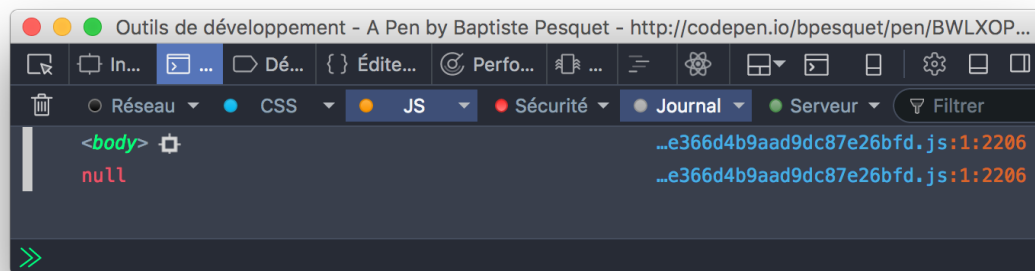 Outils de développement - A Pen by Baptiste Pesquet - http://codepen.io/bpesquet/pen/BWLXOP...
In... ... Dé... { } Édite... Perfo... ...
Réseau CSS JS Sécurité Journal Serveur Filtrer
<body> …e366d4b9aad9dc87e26bfd.js:1:2206
null …e366d4b9aad9dc87e26bfd.js:1:2206